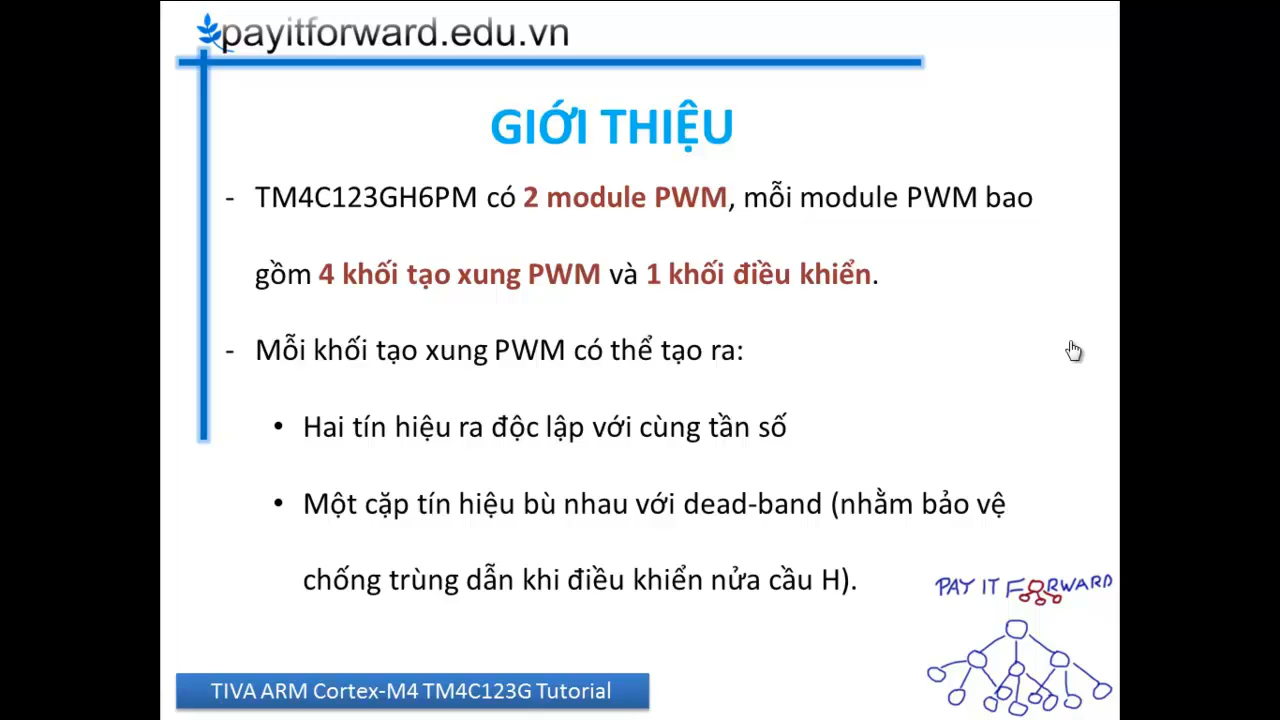 payitforward.edu.vn
GIỚI THIỆU
- TM4C123GH6PM có 2 module PWM, mỗi module PWM bao
gồm 4 khối tạo xung PWM và 1 khối điều khiển.
- Mỗi khối tạo xung PWM có thể tạo ra:
• Hai tín hiệu ra độc lập với cùng tần số
• Một cặp tín hiệu bù nhau với dead-band (nhằm bảo vệ
chống trùng dẫn khi điều khiển nửa cầu H).
PAY IT FORWARD
TIVA ARM Cortex-M4 TM4C123G Tutorial